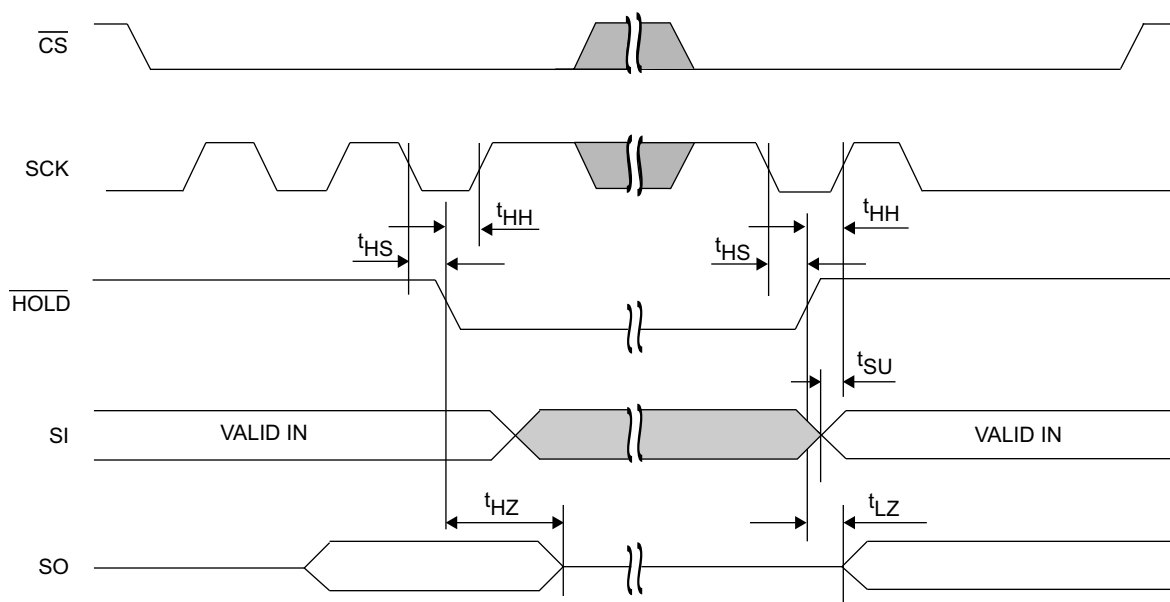 CS
SCK
tHH
tHH
tHS
tHS
HOLD
tSU
SI
VALID IN
VALID IN
tHZ
tLZ
SO